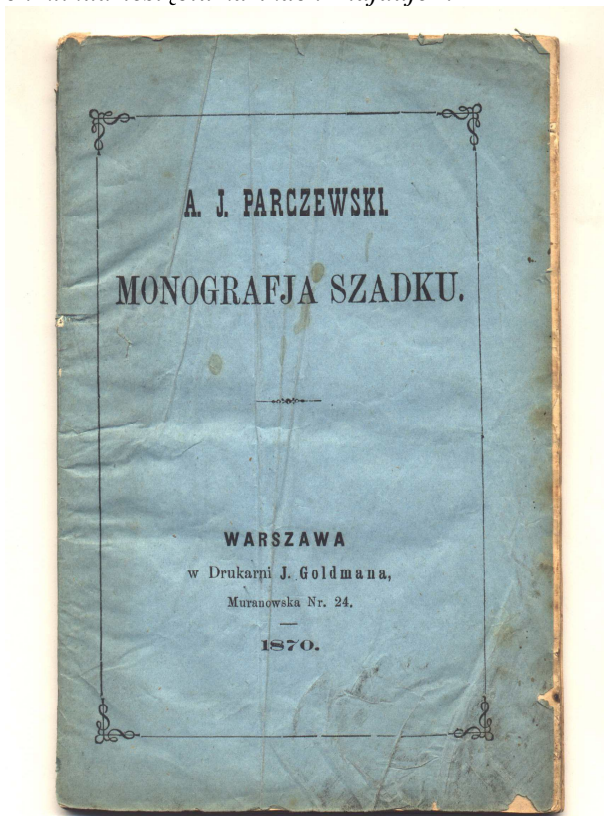 A. J. PARCZEWSKI.
MONOGRAFJA SZADKU.
WARSZAWA
w Drukarni J. Goldmana,
Muranowska Nr. 24.
1870.